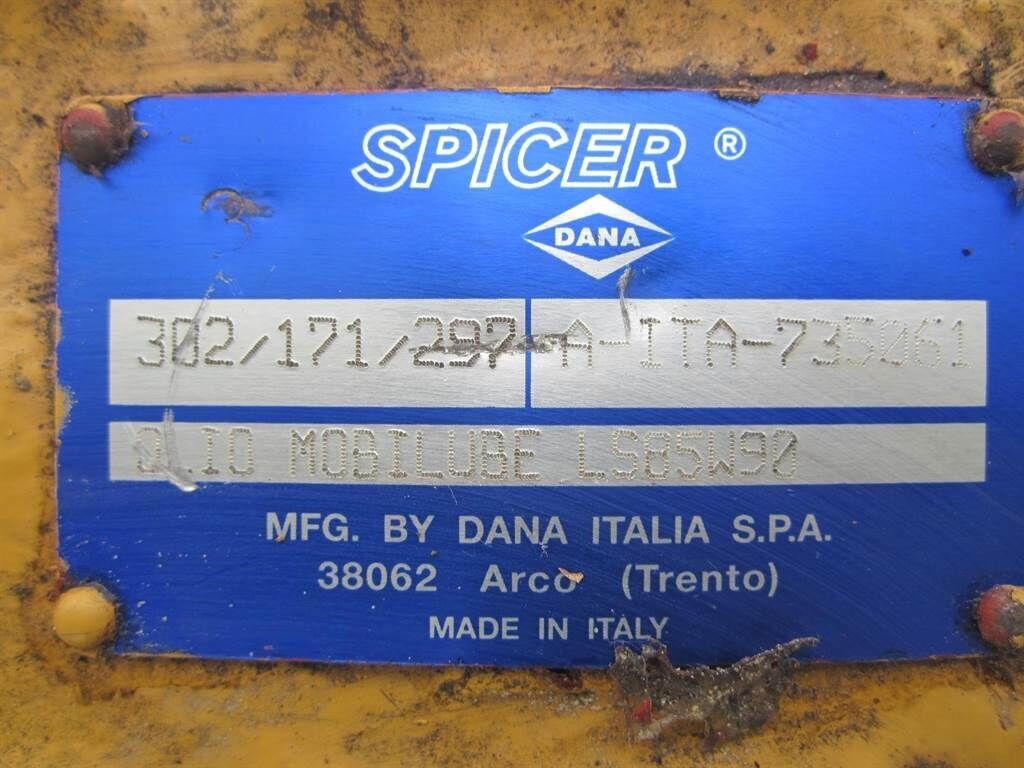 SPICER ®
DANA
302/171/297 A-ITA-735061
OLIO MOBILUBE LS85W90
MFG. BY DANA ITALIA S.P.A.
38062 Arco (Trento)
MADE IN ITALY